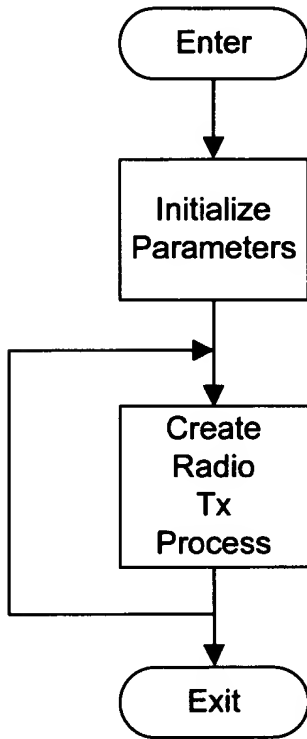 Enter
Initialize
Parameters
Create
Radio
Tx
Process
Exit